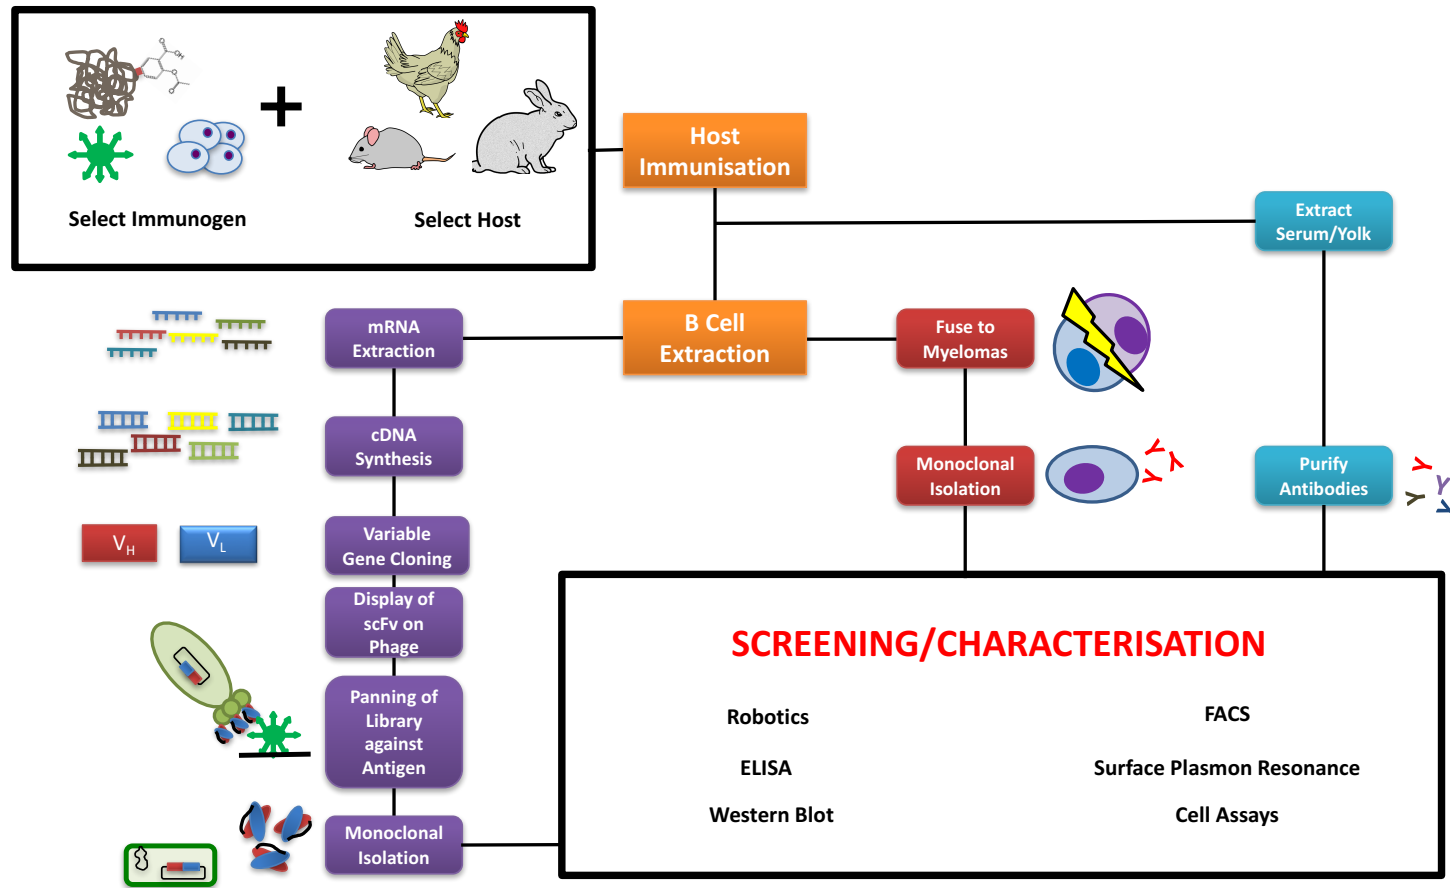 Select Immunogen
Select Host
Host
Immunisation
Extract
Serum/Yolk
mRNA
Extraction
B Cell
Extraction
Fuse to
Myelomas
cDNA
Synthesis
Monoclonal
Isolation
Purify
Antibodies
V_H
V_L
Variable
Gene Cloning
Display of
scFv on
Phage
Panning of
Library
against
Antigen
Monoclonal
Isolation
SCREENING/CHARACTERISATION
Robotics
FACS
ELISA
Surface Plasmon Resonance
Western Blot
Cell Assays